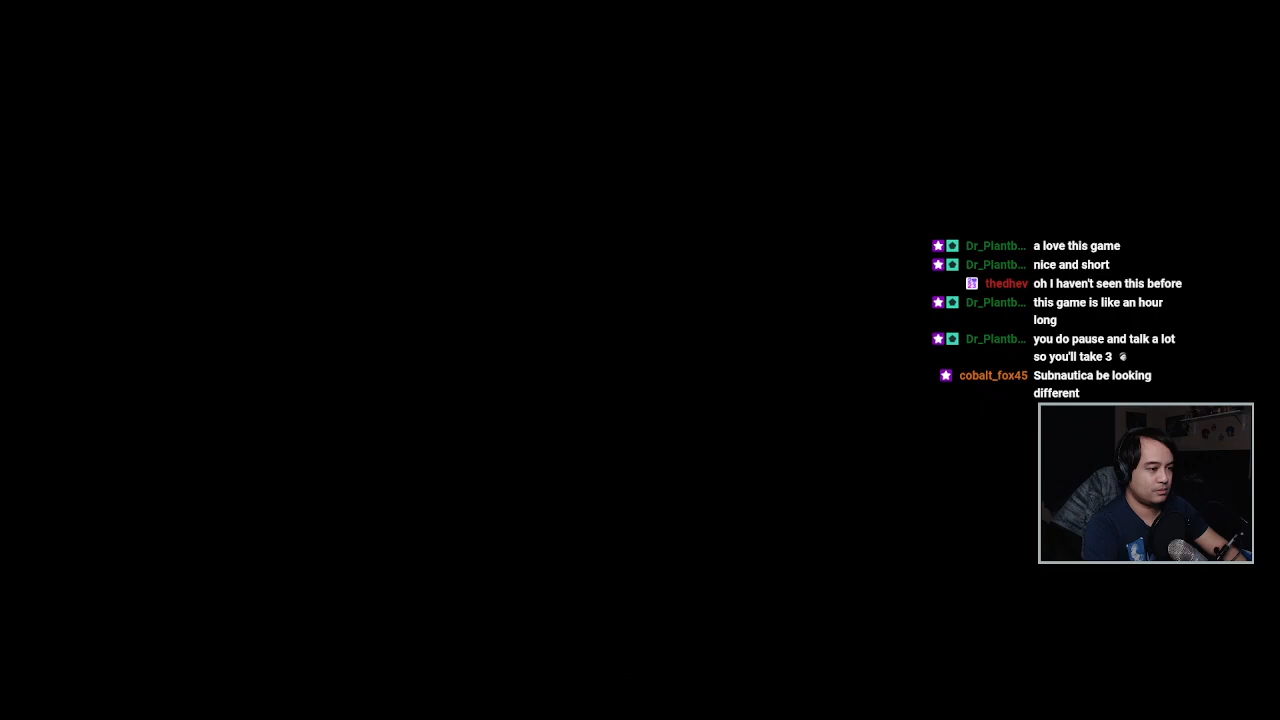 Dr_Plantb... a love this game
Dr_Plantb... nice and short
thedhev oh I haven't seen this before
Dr_Plantb... this game is like an hour
long
Dr_Plantb... you do pause and talk a lot
so you'll take 3
cobalt_fox45 Subnautica be looking
different